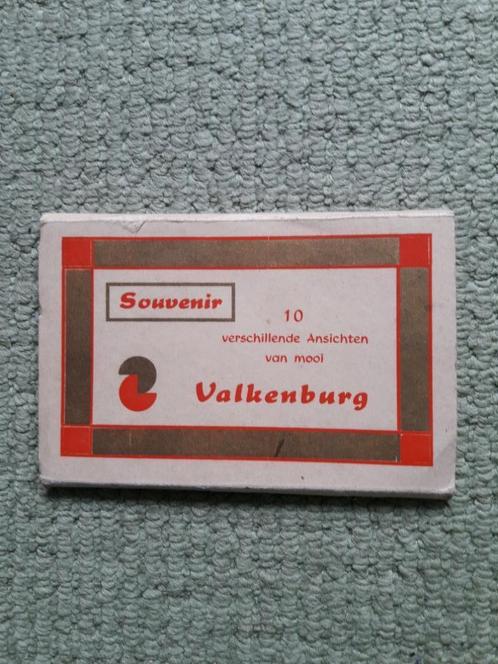 Souvenir
10
verschillende Ansichten
van mooi
Valkenburg